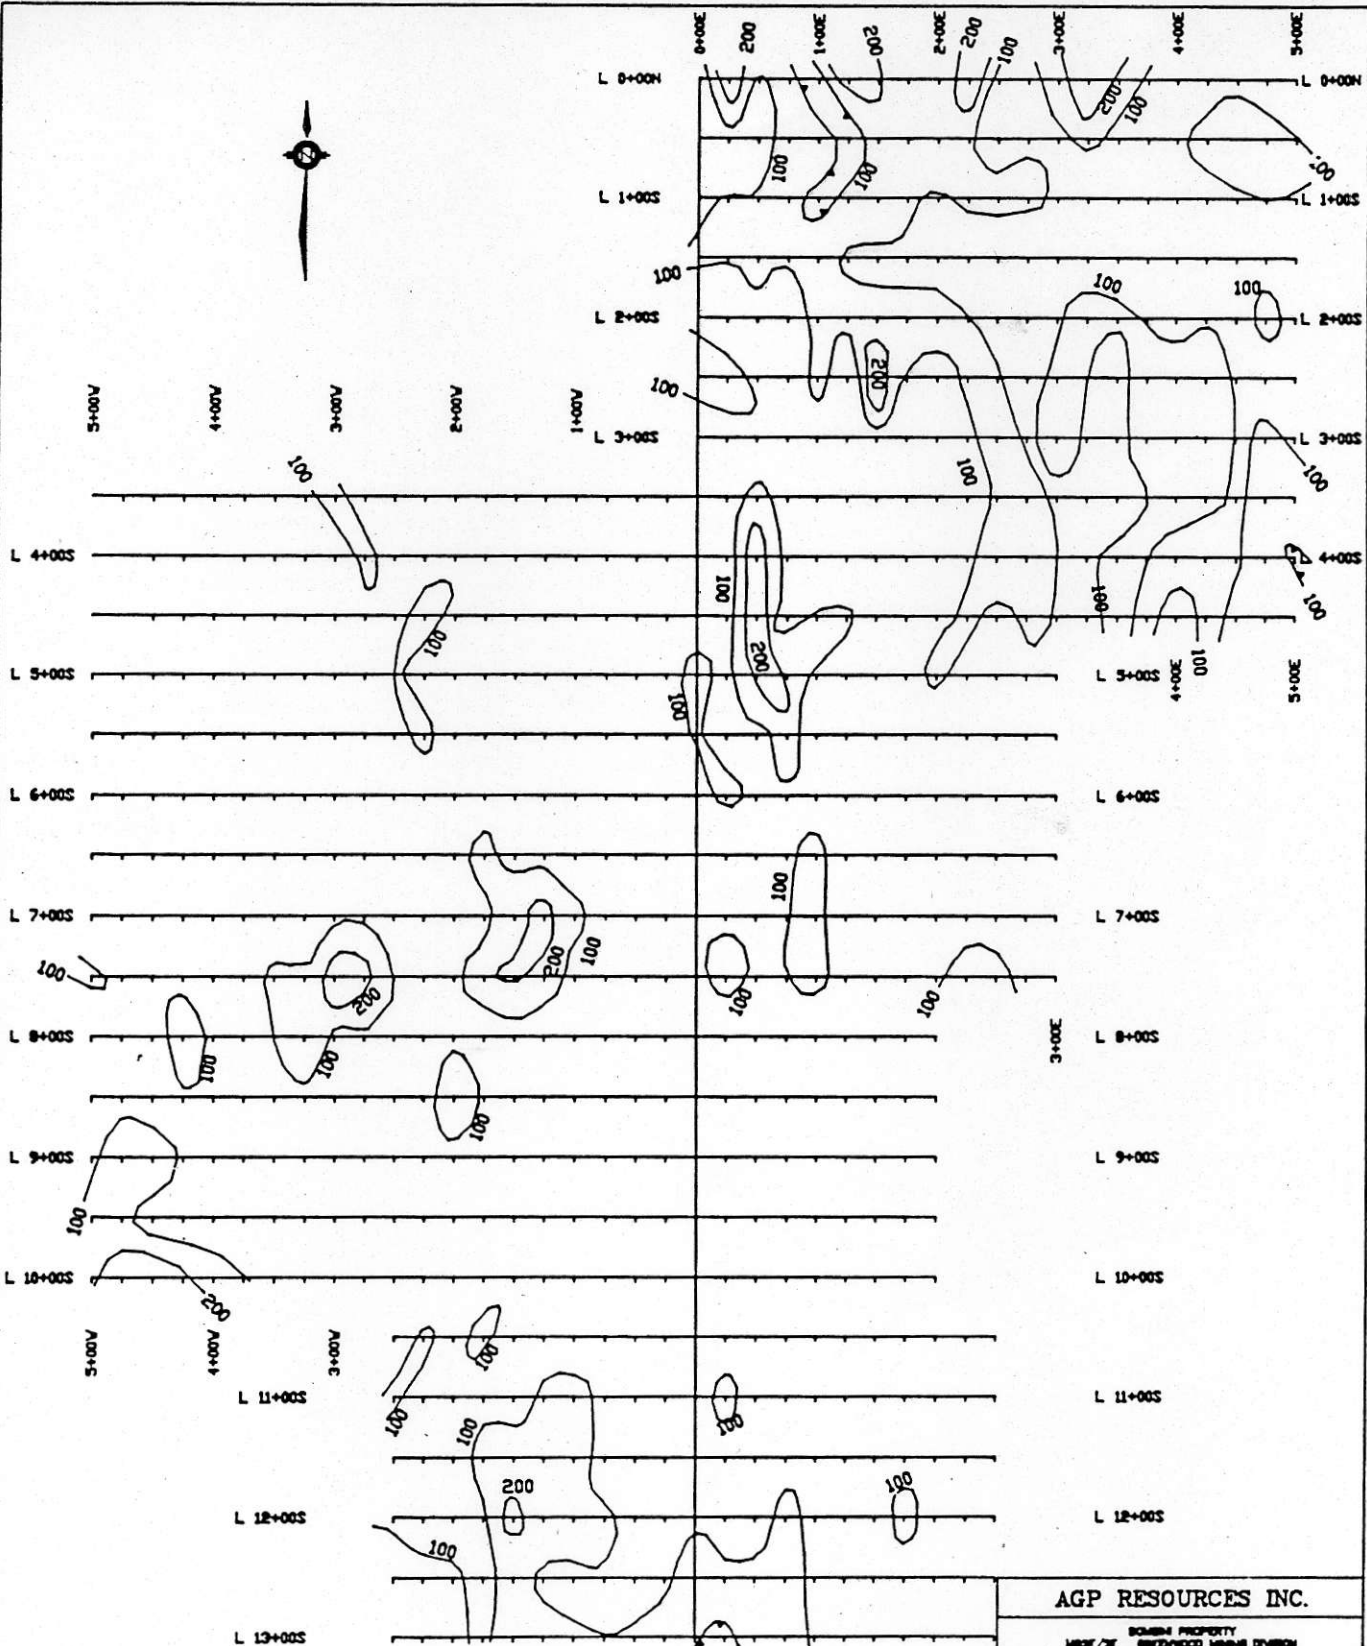 0+00E 200 1+00E 200 2+00E 200 100 3+00E 4+00E 5+00E
L 0+00N L 0+00N
200 100
100 100 100
L 1+00S L 1+00S
100 100 100
L 2+00S L 2+00S
200
5+00W 4+00W 3+00W 2+00W 1+00W 100
L 3+00S L 3+00S
100 100 100
L 4+00S L 4+00S
100 100 100
100 200 100
L 5+00S L 5+00S 4+00E 5+00E
100
L 6+00S L 6+00S
100
L 7+00S L 7+00S
100 200 100
100 200 100 100
L 8+00S 3+00E L 8+00S
100 100
100
L 9+00S L 9+00S
100
L 10+00S L 10+00S
200
5+00W 4+00W 3+00W 100
L 11+00S L 11+00S
100 100 100
200 100
L 12+00S L 12+00S
100
AGP RESOURCES INC.
L 13+00S
PROPERTY